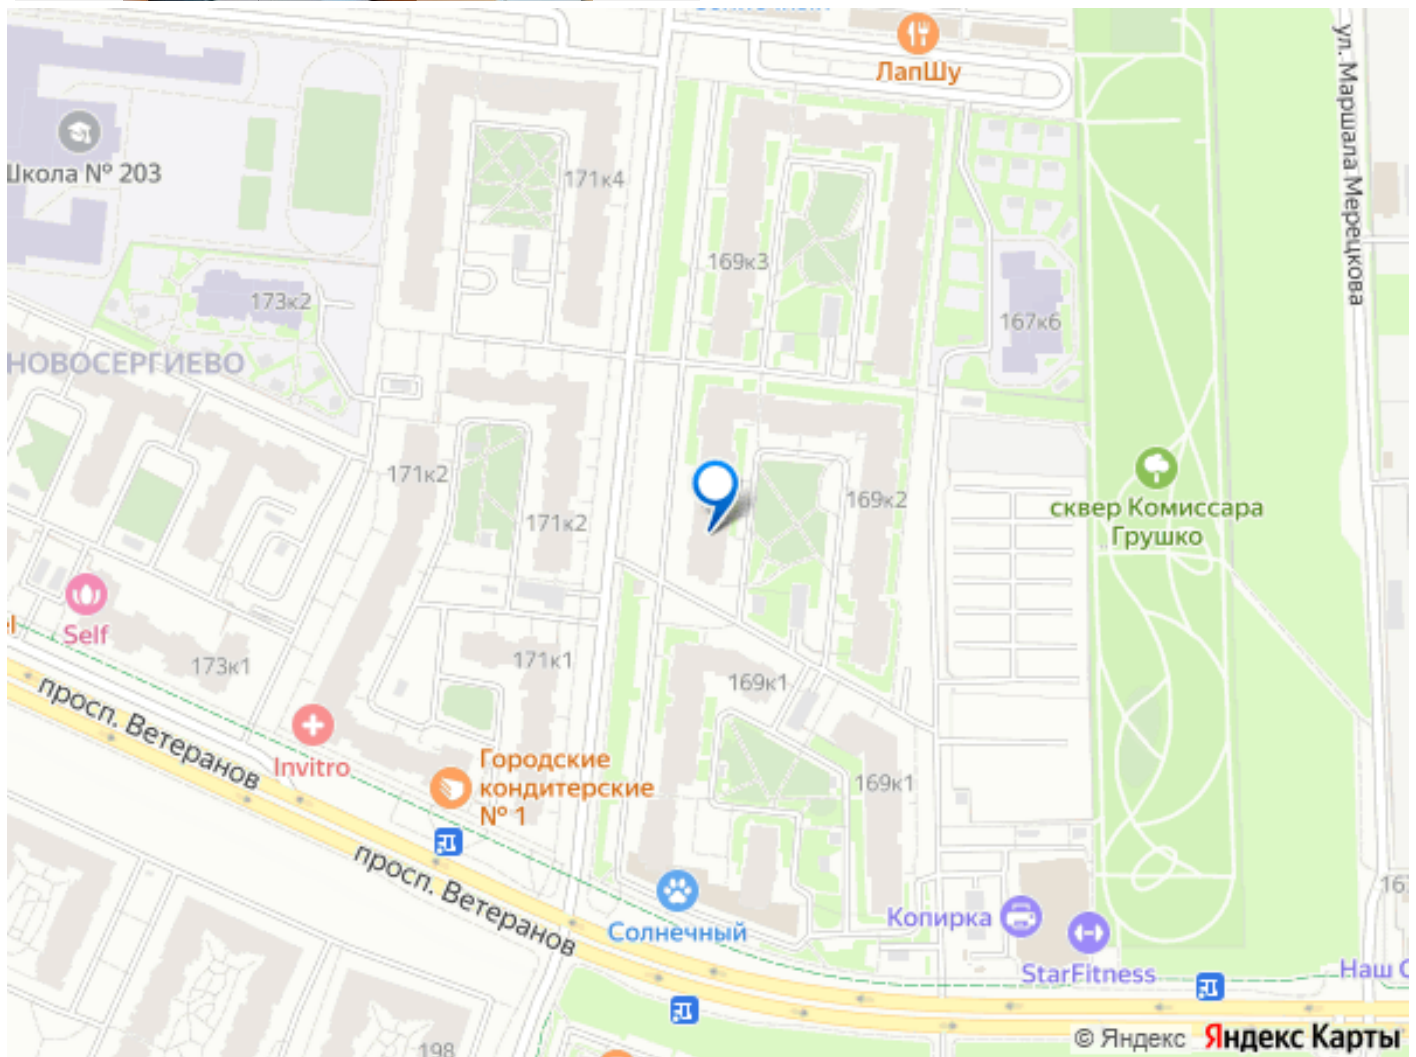 ЛапШу
ул. Маршала Мерецкова
Школа № 203
171к4
169к3
173к2
167к6
НОВОСЕРГИЕВО
171к2
169к2
сквер Комиссара
Грушко
171к2
Self
173к1
171к1
169к1
просп. Ветеранов
Invitro
Городские
кондитерские
№ 1
169к1
просп. Ветеранов
Солнечный
Копирка
StarFitness
Наш
198
© Яндекс Яндекс Карты